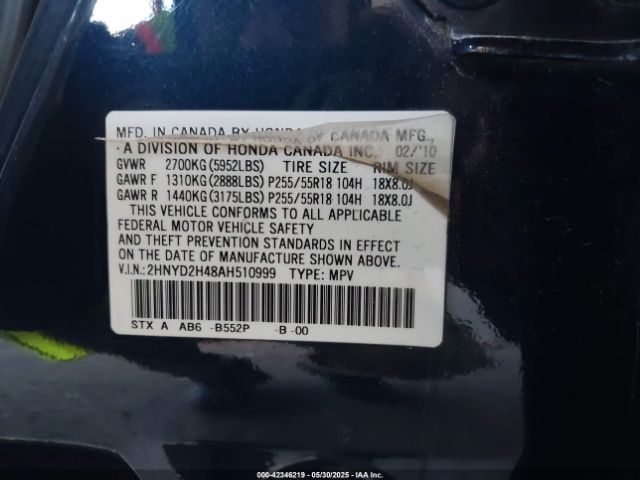 MFD. IN CANADA BY HONDA OF CANADA MFG.,
A DIVISION OF HONDA CANADA INC. 02/'10
GVWR 2700KG(5952LBS) TIRE SIZE RIM SIZE
GAWR F 1310KG(2888LBS) P255/55R18 104H 18X8.0J
GAWR R 1440KG(3175LBS) P255/55R18 104H 18X8.0J
THIS VEHICLE CONFORMS TO ALL APPLICABLE
FEDERAL MOTOR VEHICLE SAFETY
AND THEFT PREVENTION STANDARDS IN EFFECT
ON THE DATE OF MANUFACTURE SHOWN ABOVE.
V.I.N.: 2HNYD2H48AH510999 TYPE: MPV
STX A AB6 -B552P -B -00
000-42346219 --- 05/30/2025 --- IAA Inc.